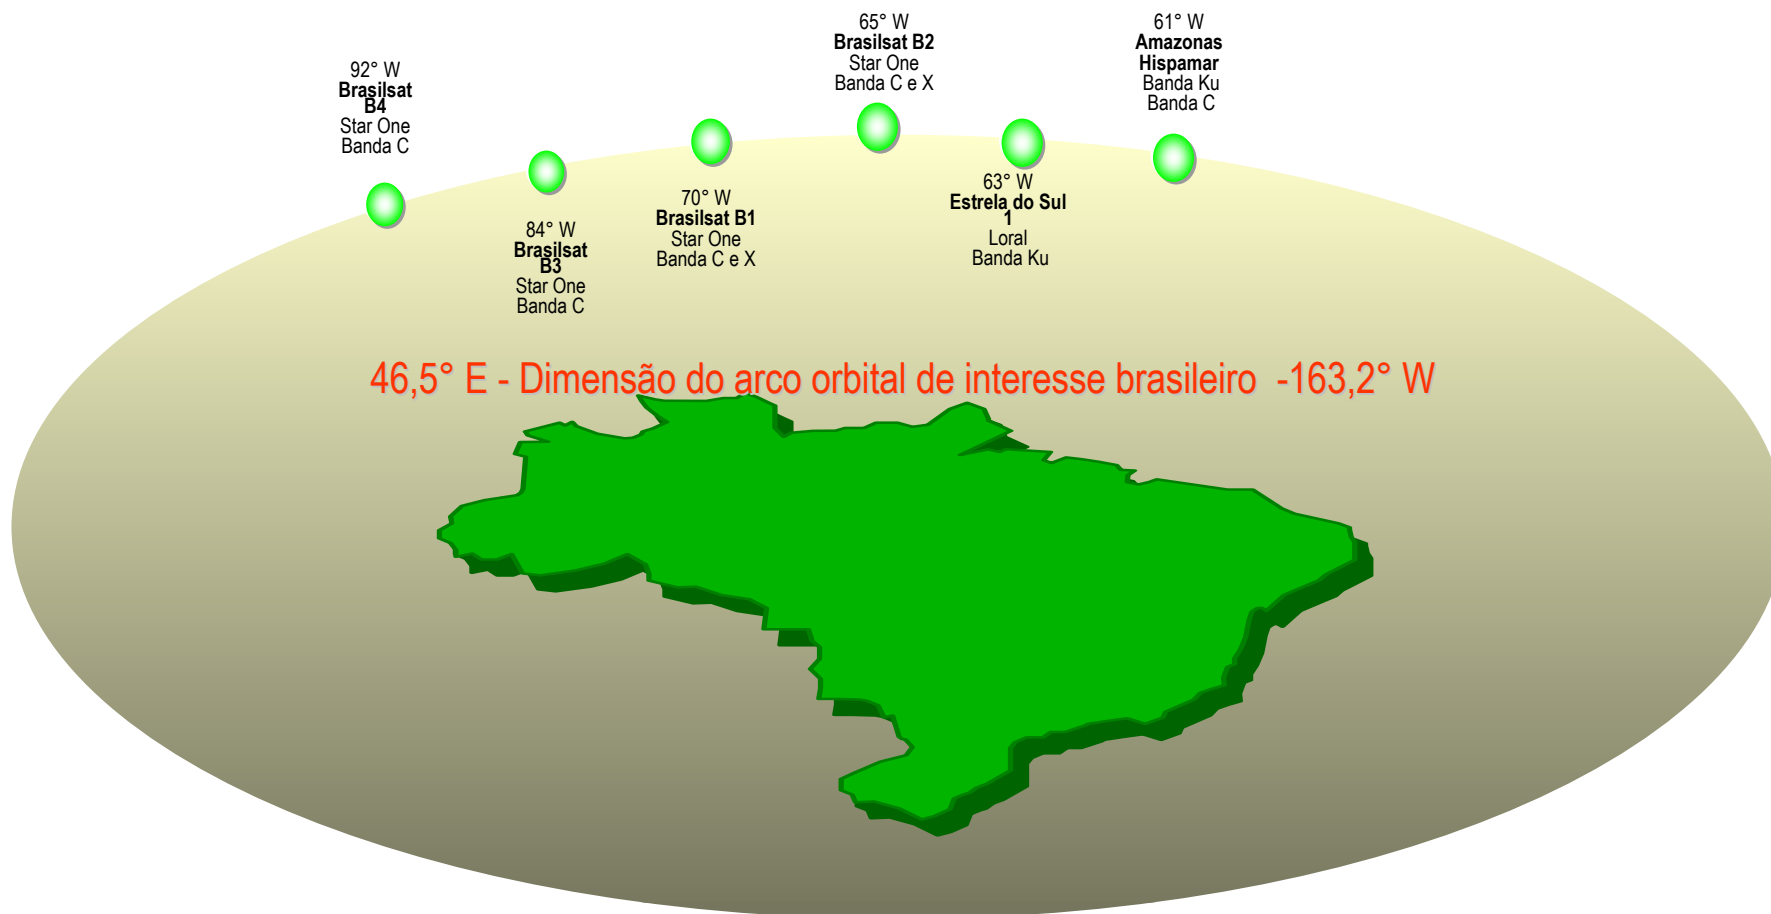 92° W
Brasilsat
B4
Star One
Banda C
84° W
Brasilsat
B3
Star One
Banda C
70° W
Brasilsat B1
Star One
Banda C e X
65° W
Brasilsat B2
Star One
Banda C e X
63° W
Estrela do Sul
1
Loral
Banda Ku
61° W
Amazonas
Hispamar
Banda Ku
Banda C
46,5° E - Dimensão do arco orbital de interesse brasileiro -163,2° W